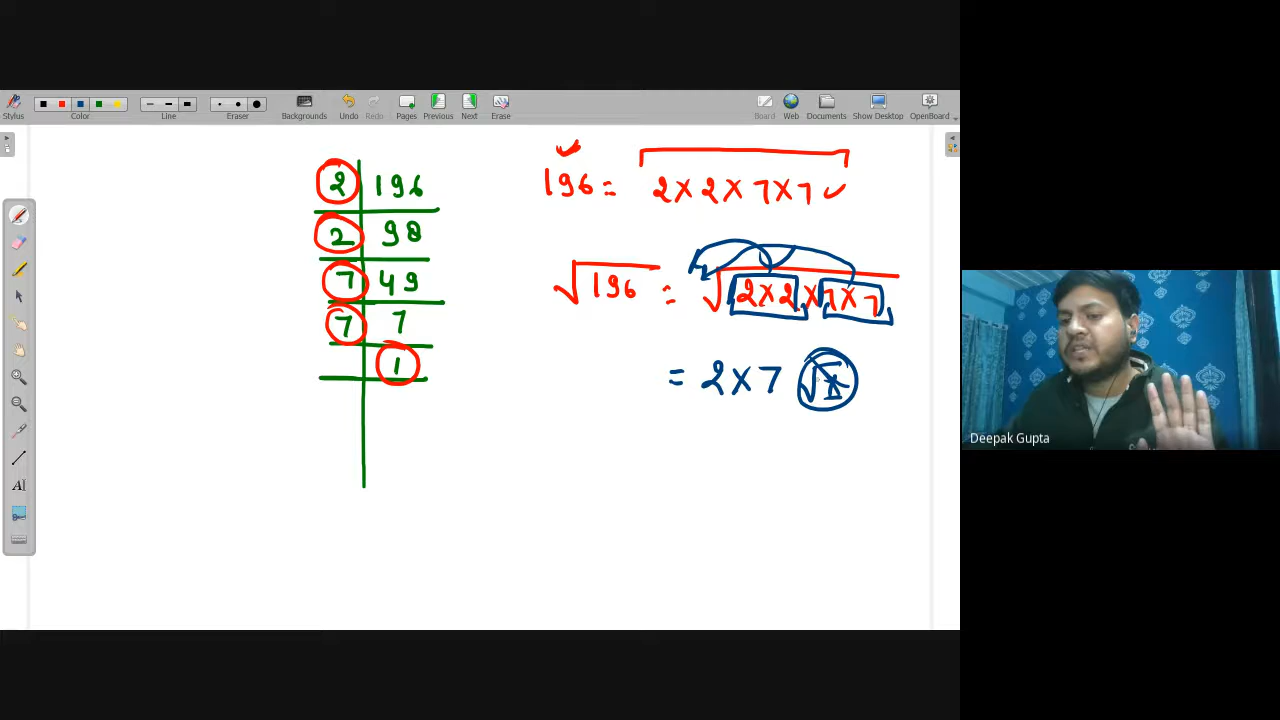 Stylus Color Line Eraser Backgrounds Undo Redo Pages Previous Next Erase Board Web Documents Show Desktop OpenBoard
2 196
2 98
7 49
7 7
1
196 = 2 × 2 × 7 × 7
√196 = √2×2×7×7
= 2 × 7
Deepak Gupta